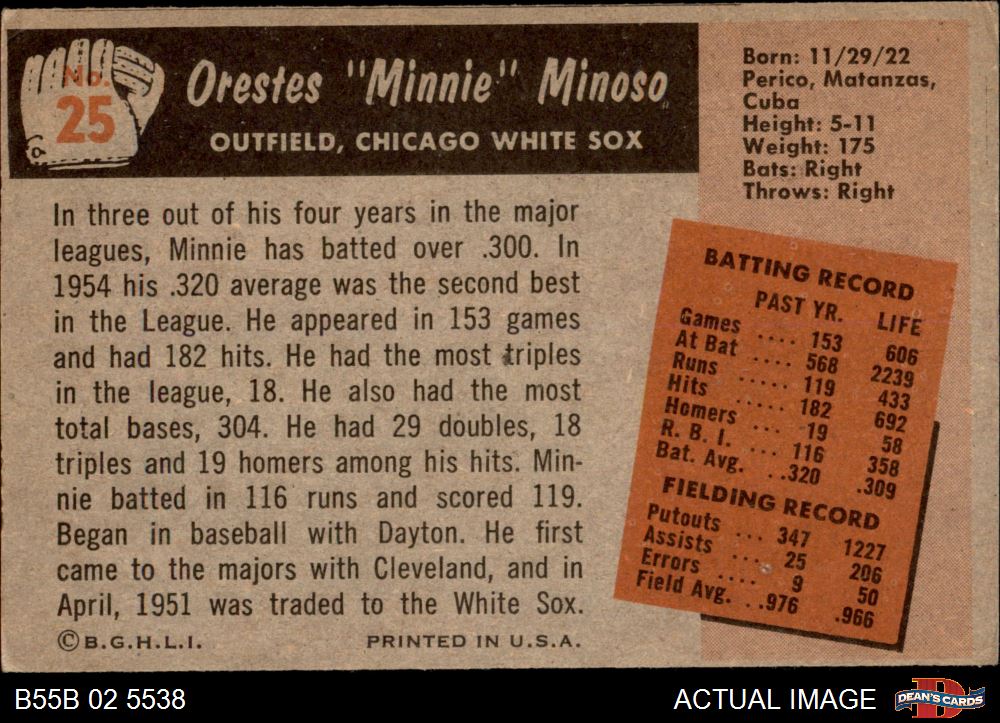 No.
25
Orestes "Minnie" Minoso
OUTFIELD, CHICAGO WHITE SOX
Born: 11/29/22
Perico, Matanzas,
Cuba
Height: 5-11
Weight: 175
Bats: Right
Throws: Right
In three out of his four years in the major
leagues, Minnie has batted over .300. In
1954 his .320 average was the second best
in the League. He appeared in 153 games
and had 182 hits. He had the most triples
in the league, 18. He also had the most
total bases, 304. He had 29 doubles, 18
triples and 19 homers among his hits. Min-
nie batted in 116 runs and scored 119.
Began in baseball with Dayton. He first
came to the majors with Cleveland, and in
April, 1951 was traded to the White Sox.
©B.G.H.L.I. PRINTED IN U.S.A.
BATTING RECORD
PAST YR. LIFE
Games .... 153 606
At Bat .... 568 2239
Runs ..... 119 433
Hits ..... 182 692
Homers ... 19 58
R. B. I. ... 116 358
Bat. Avg. . .320 .309
FIELDING RECORD
Putouts ... 347 1227
Assists .... 25 206
Errors .... 9 50
Field Avg. . .976 .966
B55B 02 5538
ACTUAL IMAGE
DEAN'S CARDS